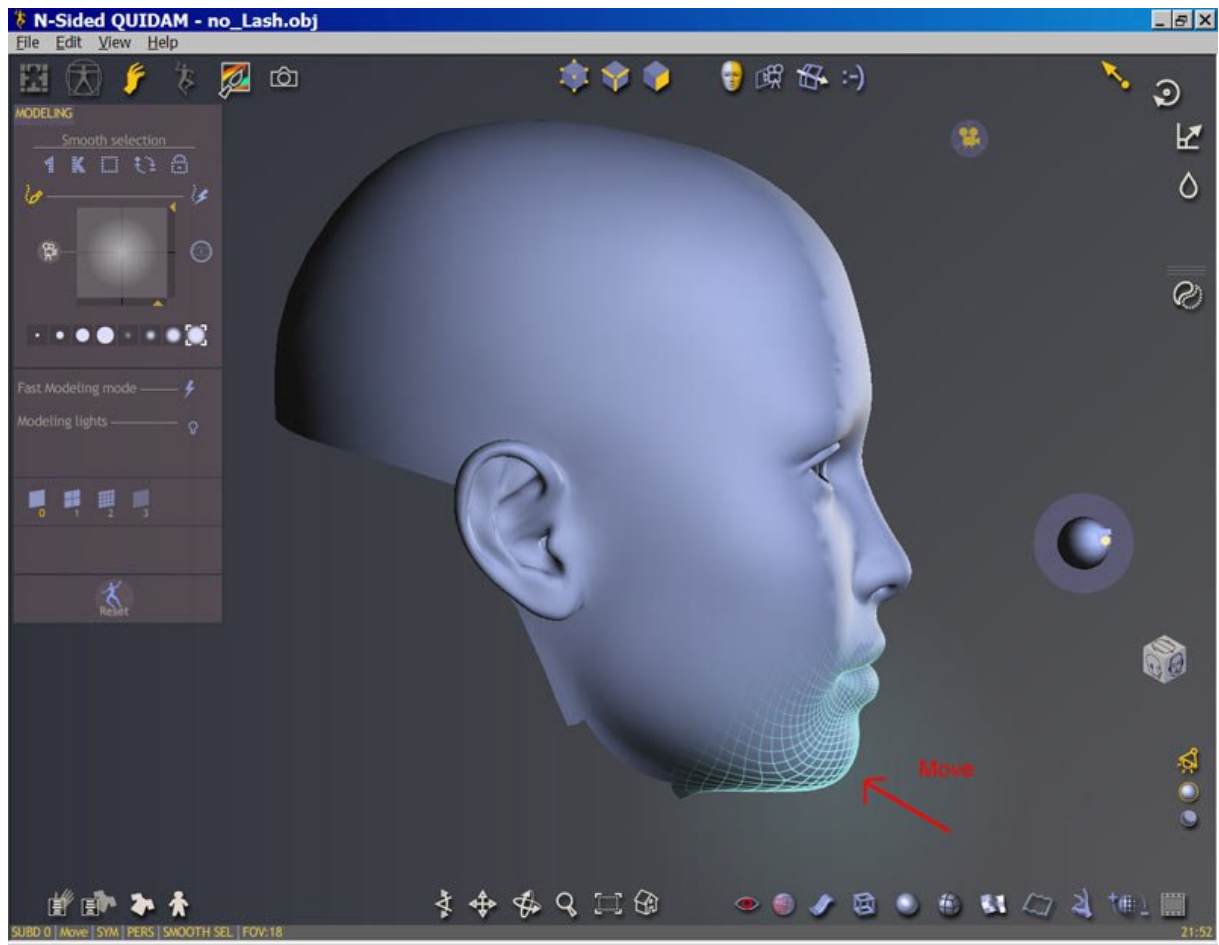 N-Sided QUIDAM - no_Lash.obj
File Edit View Help
MODELING
Smooth selection
Fast Modeling mode
Modeling lights
0 1 2 3
Reset
Move
SUBD 0 | Move | SYM | PERS | SMOOTH SEL | FOV:18
21:52